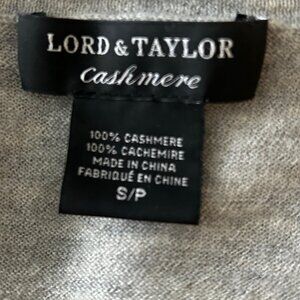 LORD & TAYLOR
cashmere
100% CASHMERE
100% CACHEMIRE
MADE IN CHINA
FABRIQUÉ EN CHINE
S/P